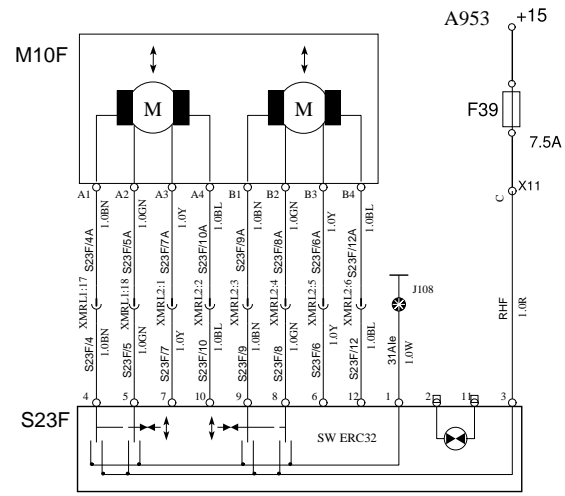 A953
+15
M10F
M
M
F39
7.5A
X11
C
A1
A2
A3
A4
B1
B2
B3
B4
S23F/4A
1.0BN
S23F/5A
1.0GN
S23F/7A
1.0Y
S23F/10A
1.0BL
S23F/9A
1.0BN
S23F/8A
1.0GN
S23F/6A
1.0Y
S23F/12A
1.0BL
XMRL1:17
XMRL1:18
XMRL2:1
XMRL2:2
XMRL2:3
XMRL2:4
XMRL2:5
XMRL2:6
J108
S23F/4
1.0BN
S23F/5
1.0GN
S23F/7
1.0Y
S23F/10
1.0BL
S23F/9
1.0BN
S23F/8
1.0GN
S23F/6
1.0Y
S23F/12
1.0BL
31AIe
1.0W
RHF
1.0R
4
5
7
10
9
8
6
12
1
2
11
3
S23F
SW ERC32